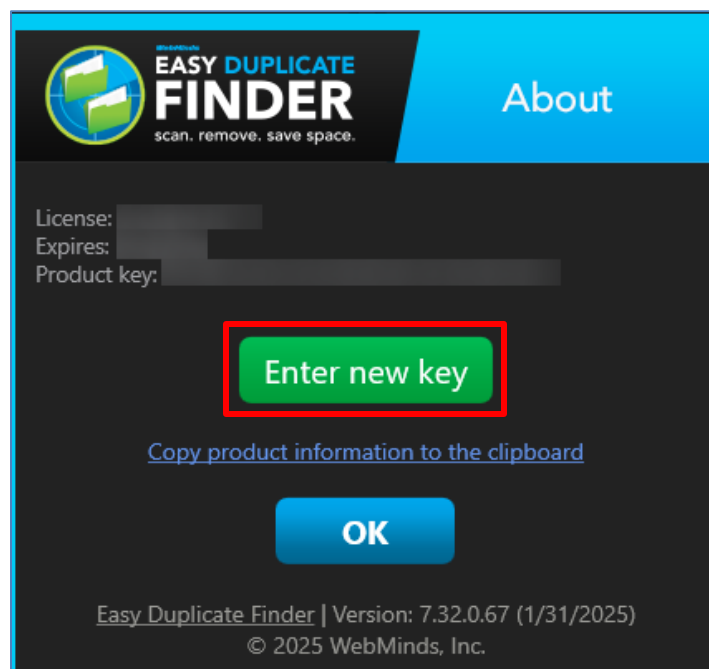 EASY DUPLICATE
FINDER
scan. remove. save space.
About
License:
Expires:
Product key:
Enter new key
Copy product information to the clipboard
OK
Easy Duplicate Finder | Version: 7.32.0.67 (1/31/2025)
© 2025 WebMinds, Inc.